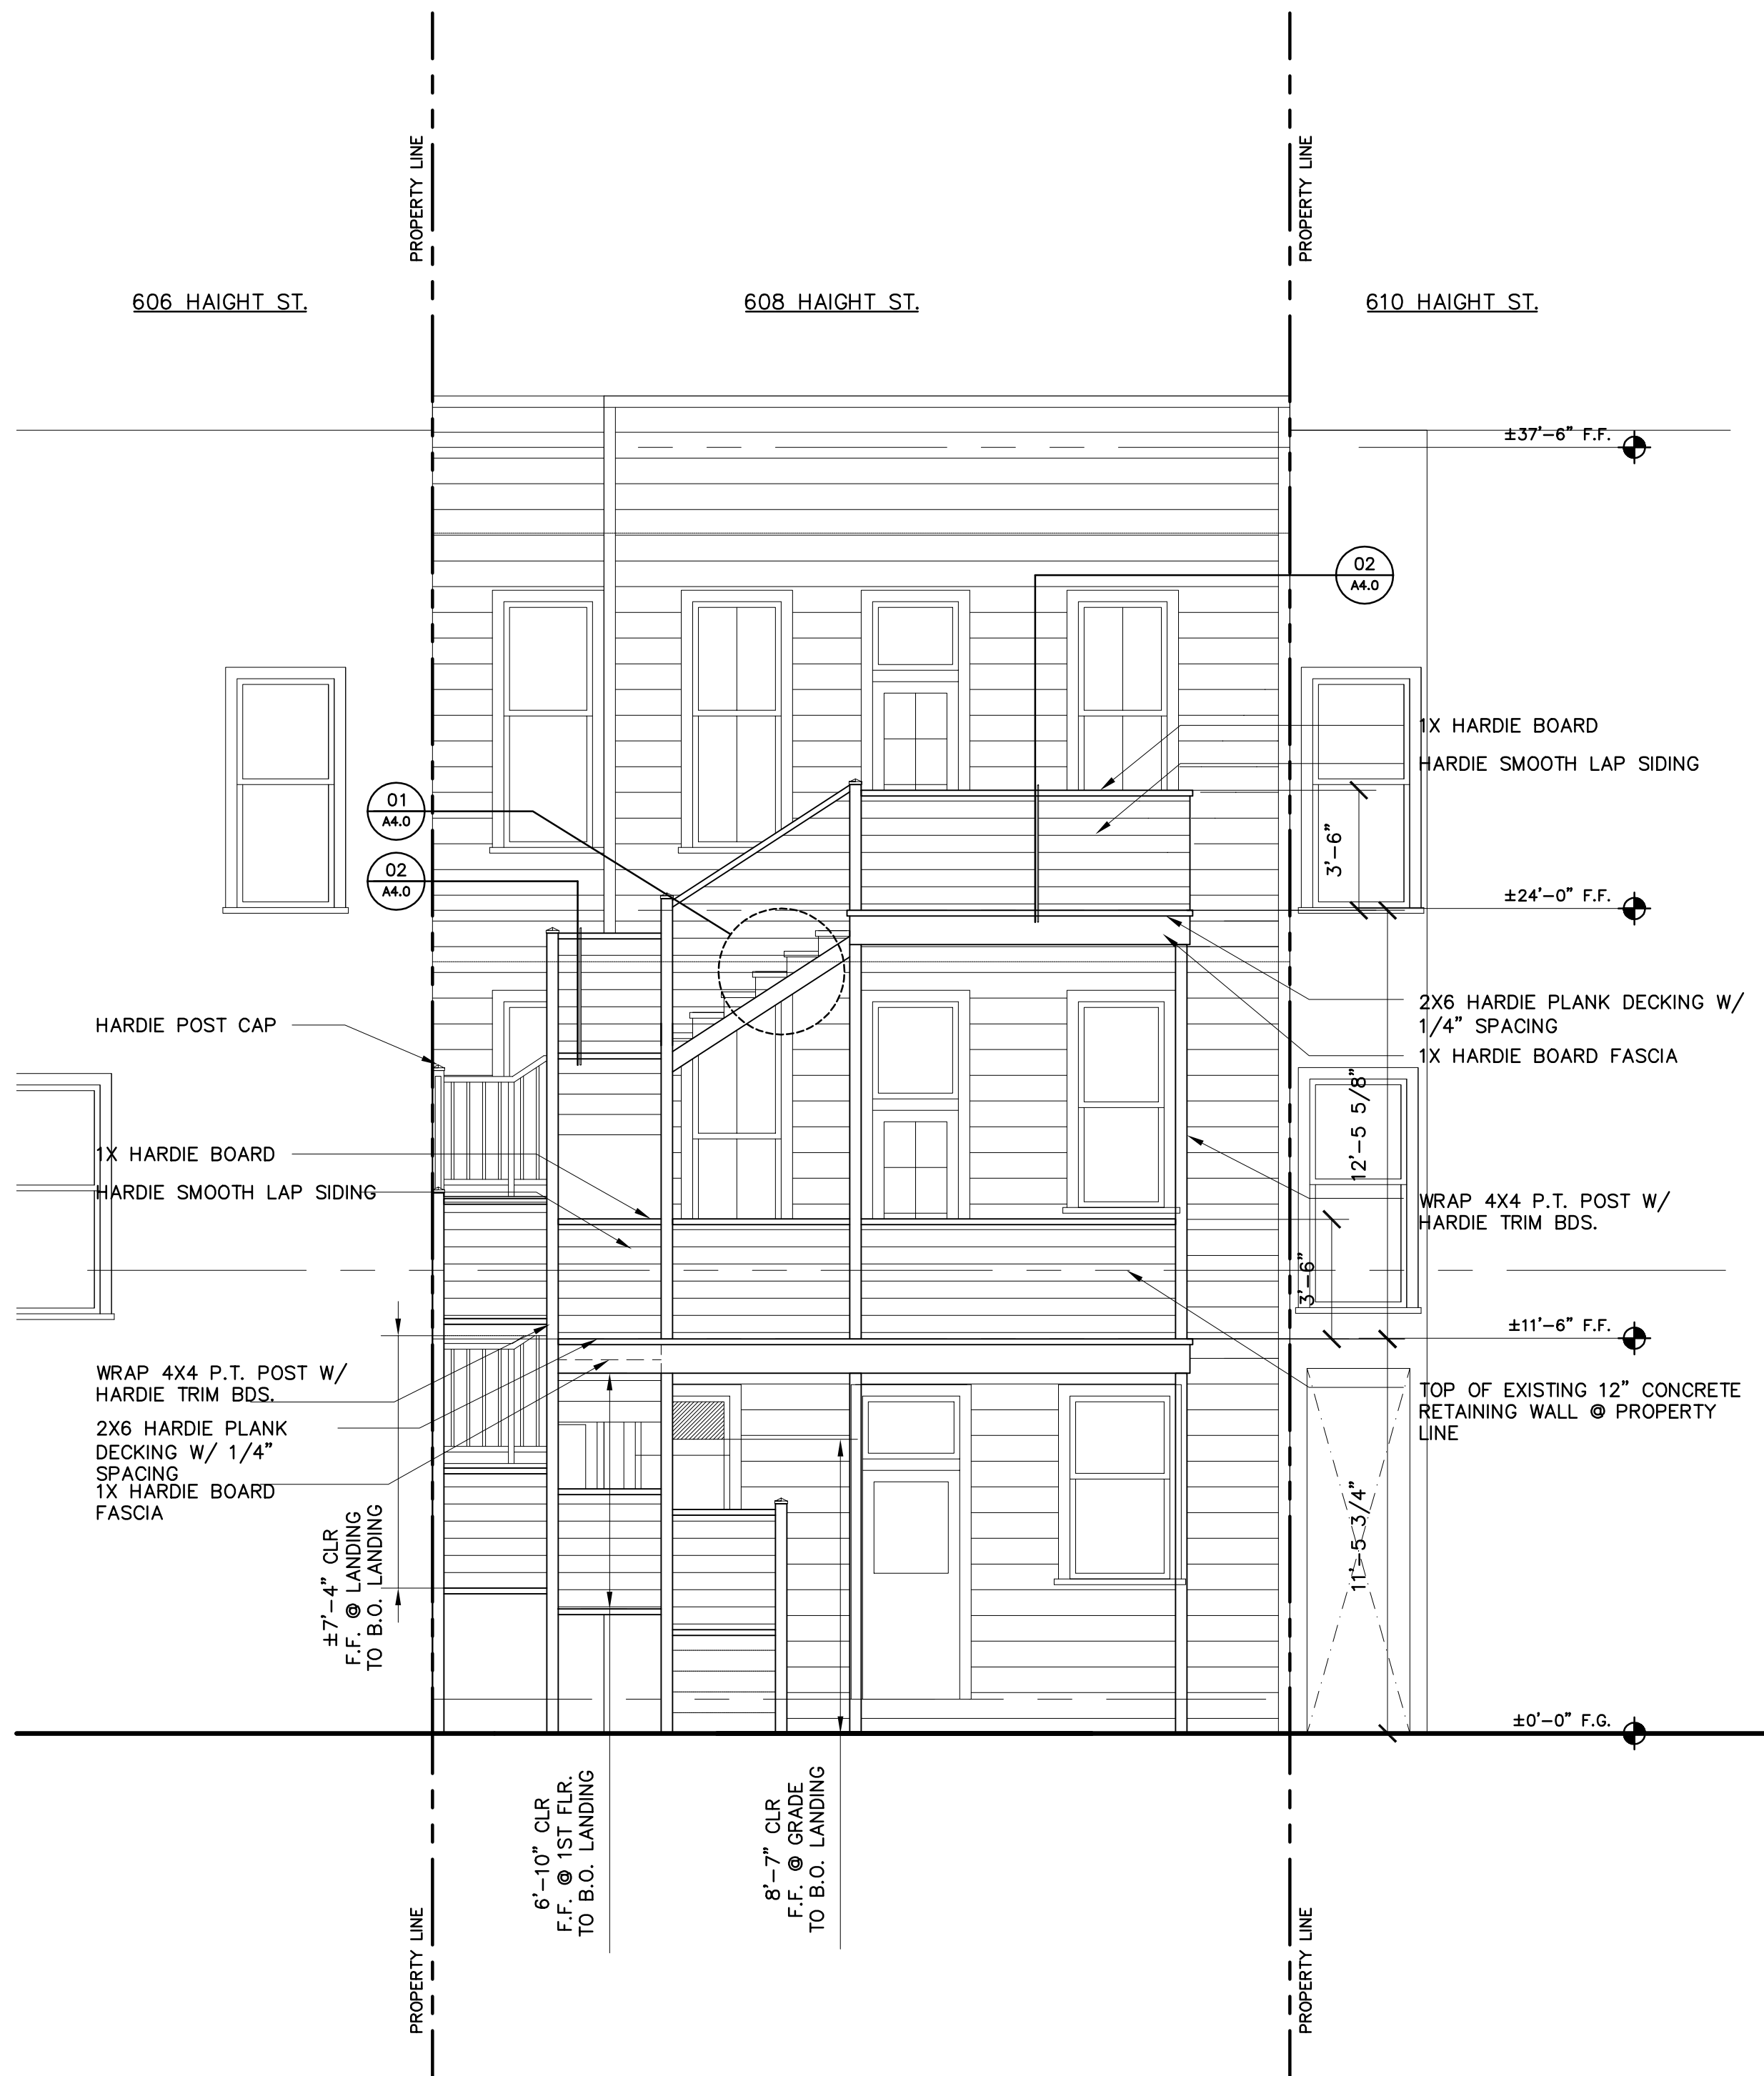 PROPERTY LINE
PROPERTY LINE
606 HAIGHT ST.
608 HAIGHT ST.
610 HAIGHT ST.
±37'-6" F.F.
02
A4.0
1X HARDIE BOARD
HARDIE SMOOTH LAP SIDING
01
A4.0
3'-6"
02
A4.0
±24'-0" F.F.
2X6 HARDIE PLANK DECKING W/
1/4" SPACING
HARDIE POST CAP
1X HARDIE BOARD FASCIA
12'-5 5/8"
1X HARDIE BOARD
HARDIE SMOOTH LAP SIDING
WRAP 4X4 P.T. POST W/
HARDIE TRIM BDS.
3'-6"
±11'-6" F.F.
WRAP 4X4 P.T. POST W/
HARDIE TRIM BDS.
TOP OF EXISTING 12" CONCRETE
RETAINING WALL @ PROPERTY
LINE
2X6 HARDIE PLANK
DECKING W/ 1/4"
SPACING
1X HARDIE BOARD
FASCIA
11'-5 3/4"
±7'-4" CLR
F.F. @ LANDING
TO B.O. LANDING
±0'-0" F.G.
6'-10" CLR
F.F. @ 1ST FLR.
TO B.O. LANDING
8'-7" CLR
F.F. @ GRADE
TO B.O. LANDING
PROPERTY LINE
PROPERTY LINE